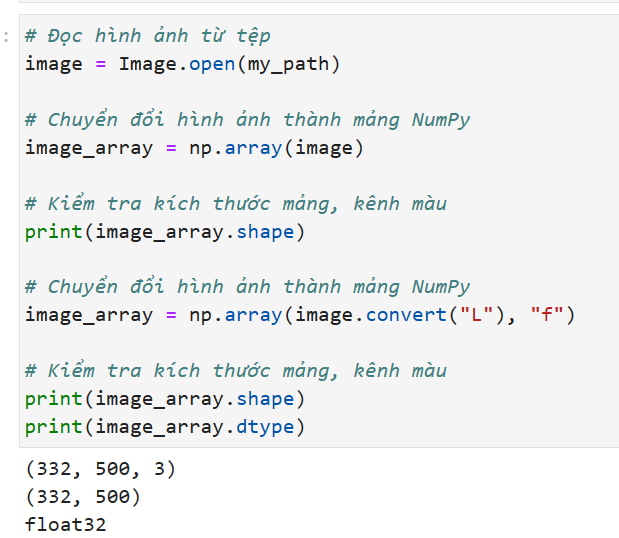 :
# Đọc hình ảnh từ tệp
image = Image.open(my_path)
# Chuyển đổi hình ảnh thành mảng NumPy
image_array = np.array(image)
# Kiểm tra kích thước mảng, kênh màu
print(image_array.shape)
# Chuyển đổi hình ảnh thành mảng NumPy
image_array = np.array(image.convert("L"), "f")
# Kiểm tra kích thước mảng, kênh màu
print(image_array.shape)
print(image_array.dtype)
(332, 500, 3)
(332, 500)
float32